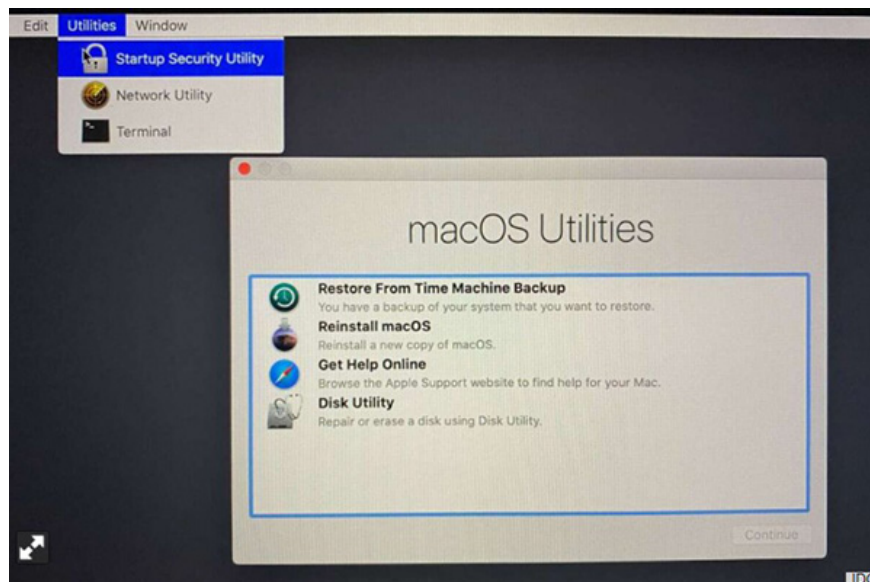 Edit Utilities Window
Startup Security Utility
Network Utility
Terminal
macOS Utilities
Restore From Time Machine Backup
You have a backup of your system that you want to restore.
Reinstall macOS
Reinstall a new copy of macOS.
Get Help Online
Browse the Apple Support website to find help for your Mac.
Disk Utility
Repair or erase a disk using Disk Utility.
Continue